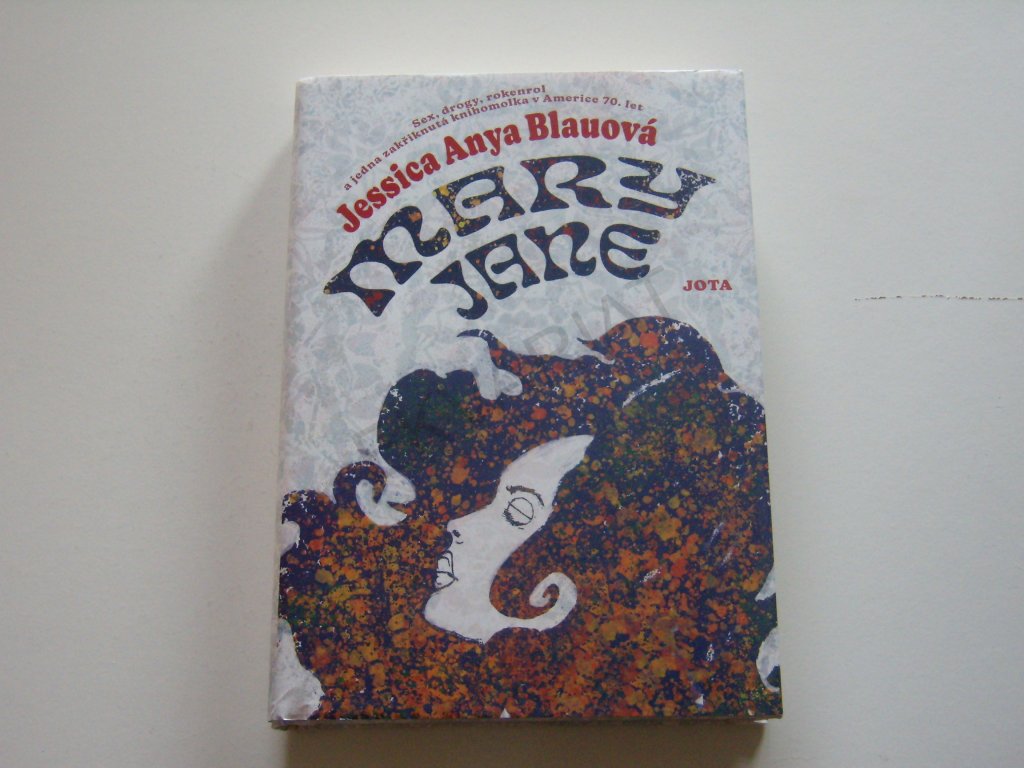 Sex, drogy, rokenrol
a jedna zakřiknutá knihomolka v Americe 70. let
Jessica Anya Blauová
MARY
JANE
JOTA